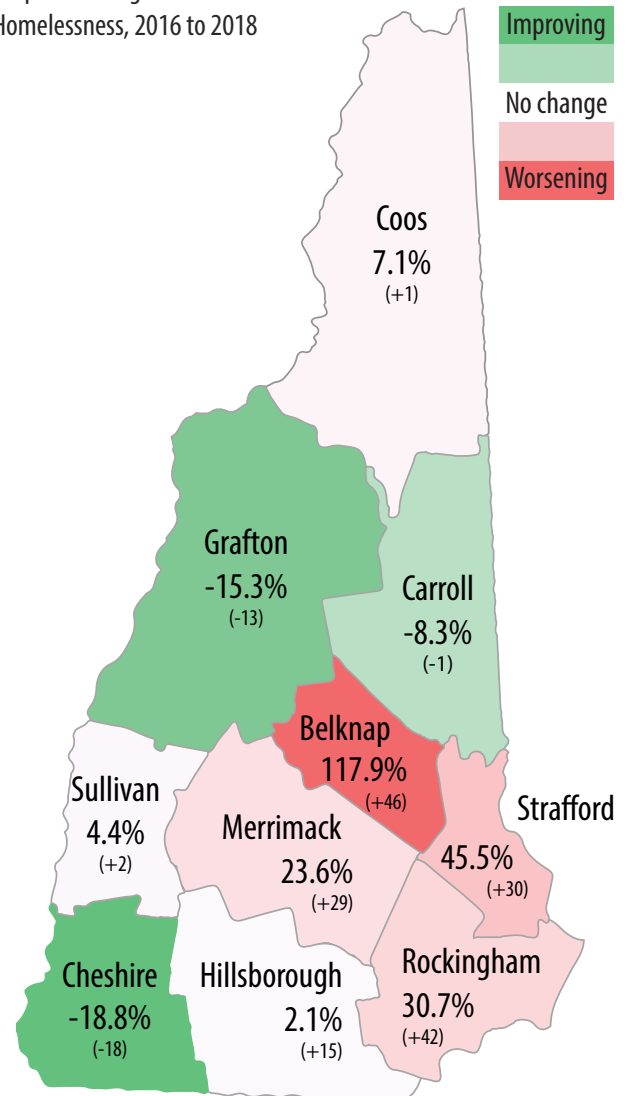 Homelessness, 2016 to 2018
Improving
No change
Worsening
Coos
7.1%
(+1)
Grafton
-15.3%
(-13)
Carroll
-8.3%
(-1)
Belknap
117.9%
(+46)
Sullivan
4.4%
(+2)
Merrimack
23.6%
(+29)
Strafford
45.5%
(+30)
Cheshire
-18.8%
(-18)
Hillsborough
2.1%
(+15)
Rockingham
30.7%
(+42)